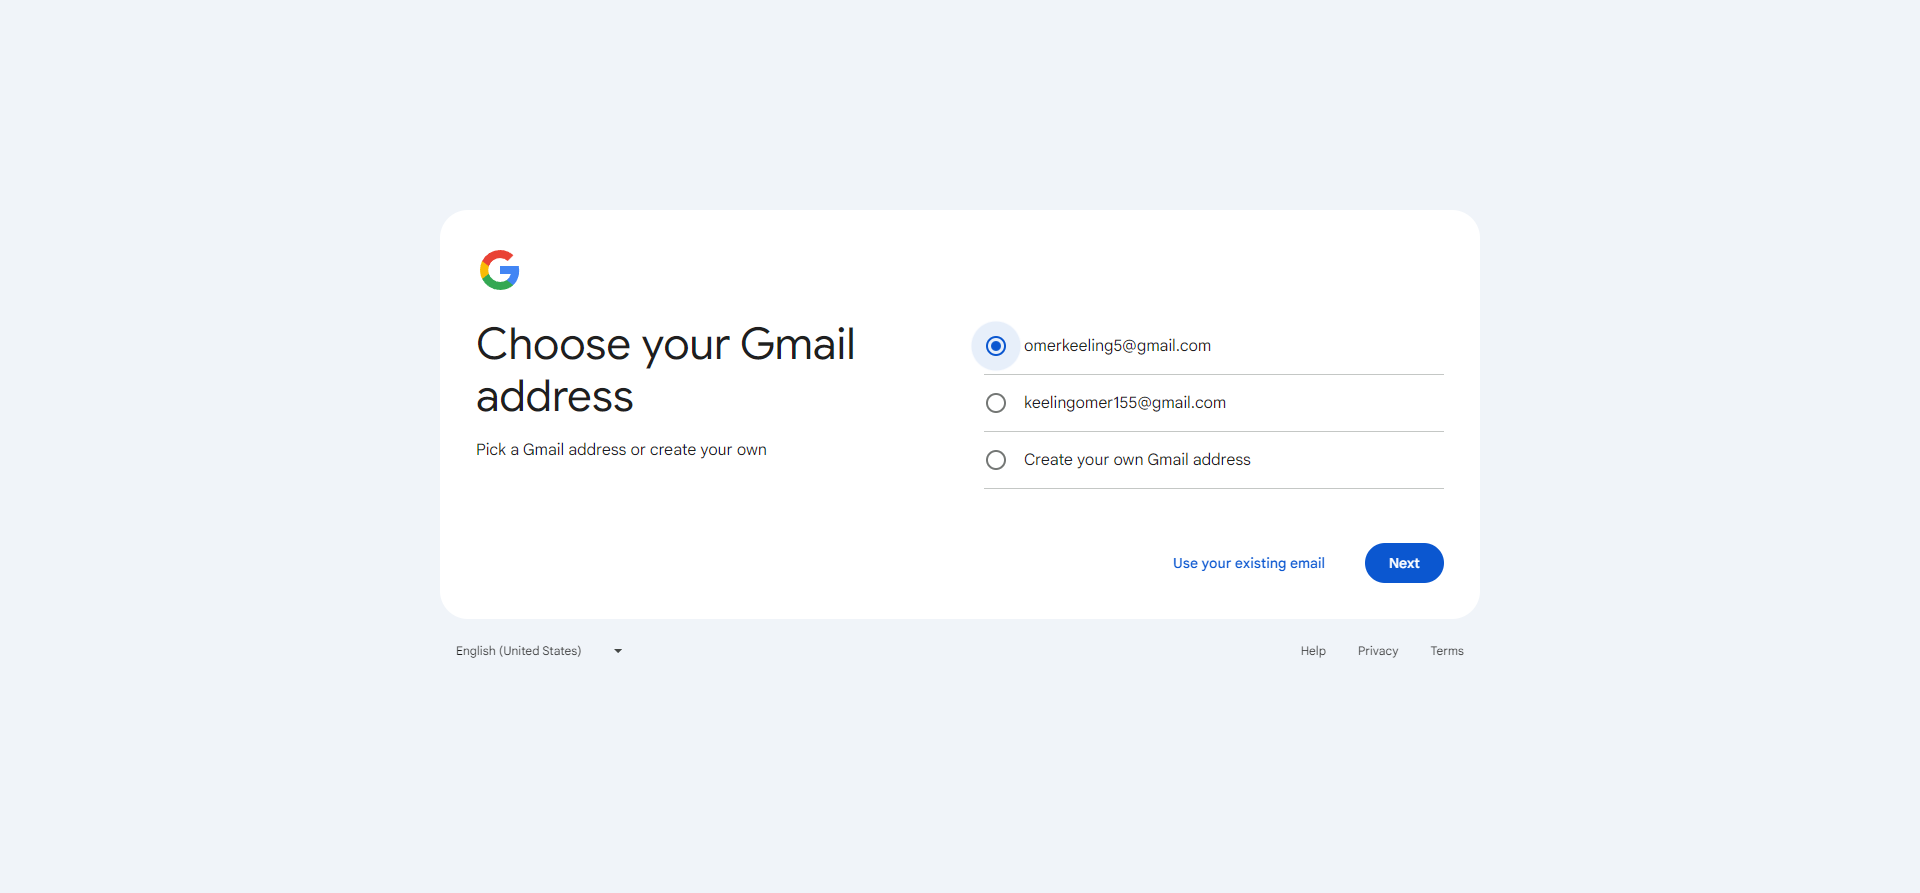 Choose your Gmail
address
Pick a Gmail address or create your own
omerkeeling5@gmail.com
keelingomer155@gmail.com
Create your own Gmail address
Use your existing email
Next
English (United States)
Help
Privacy
Terms